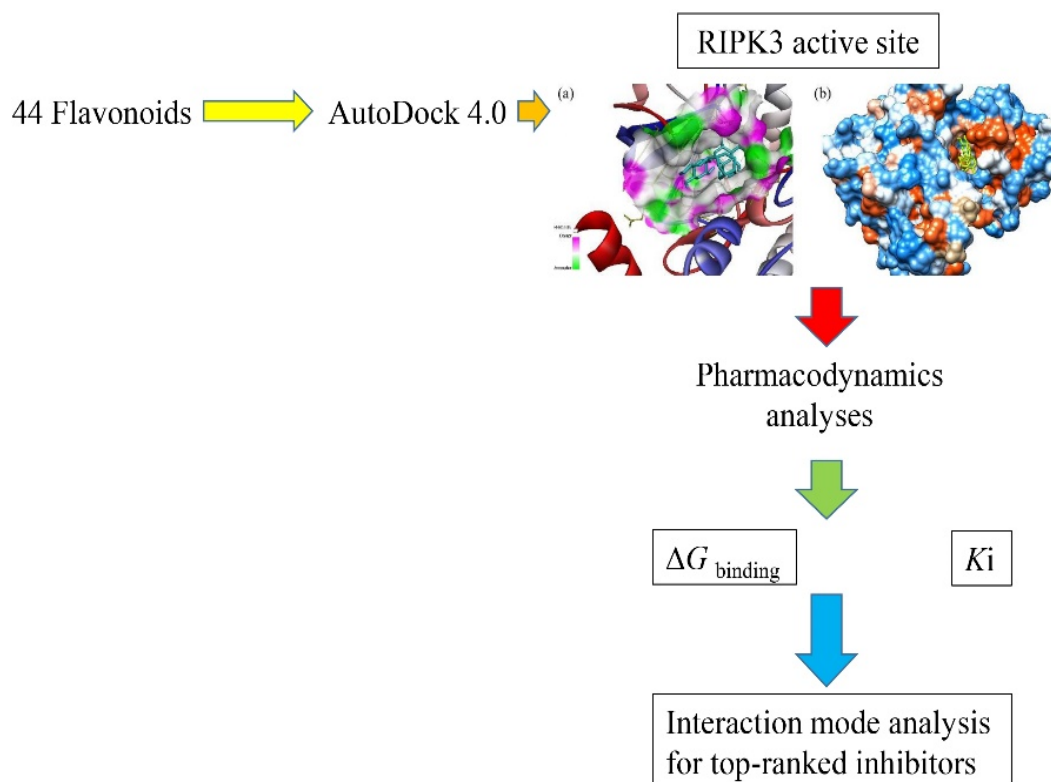 RIPK3 active site
(a)
(b)
44 Flavonoids
AutoDock 4.0
Pharmacodynamics
analyses
ΔG binding
Ki
Interaction mode analysis
for top-ranked inhibitors